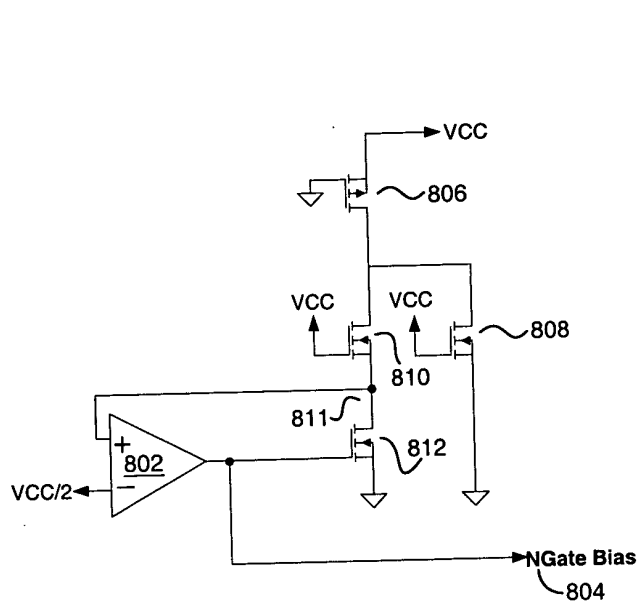 VCC
806
VCC
VCC
808
810
811
812
+
802
−
VCC/2
NGate Bias
804